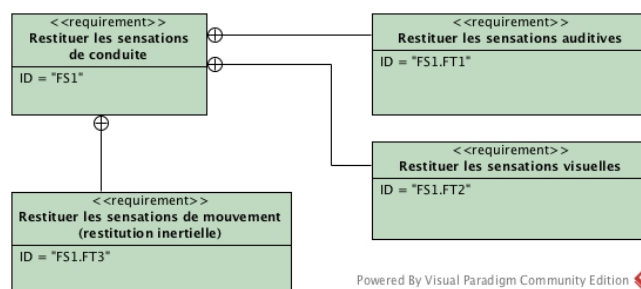 <<requirement>>
Restituer les sensations
de conduite
ID = "FS1"
<<requirement>>
Restituer les sensations auditives
ID = "FS1.FT1"
<<requirement>>
Restituer les sensations visuelles
ID = "FS1.FT2"
<<requirement>>
Restituer les sensations de mouvement
(restitution inertielle)
ID = "FS1.FT3"
Powered By Visual Paradigm Community Edition